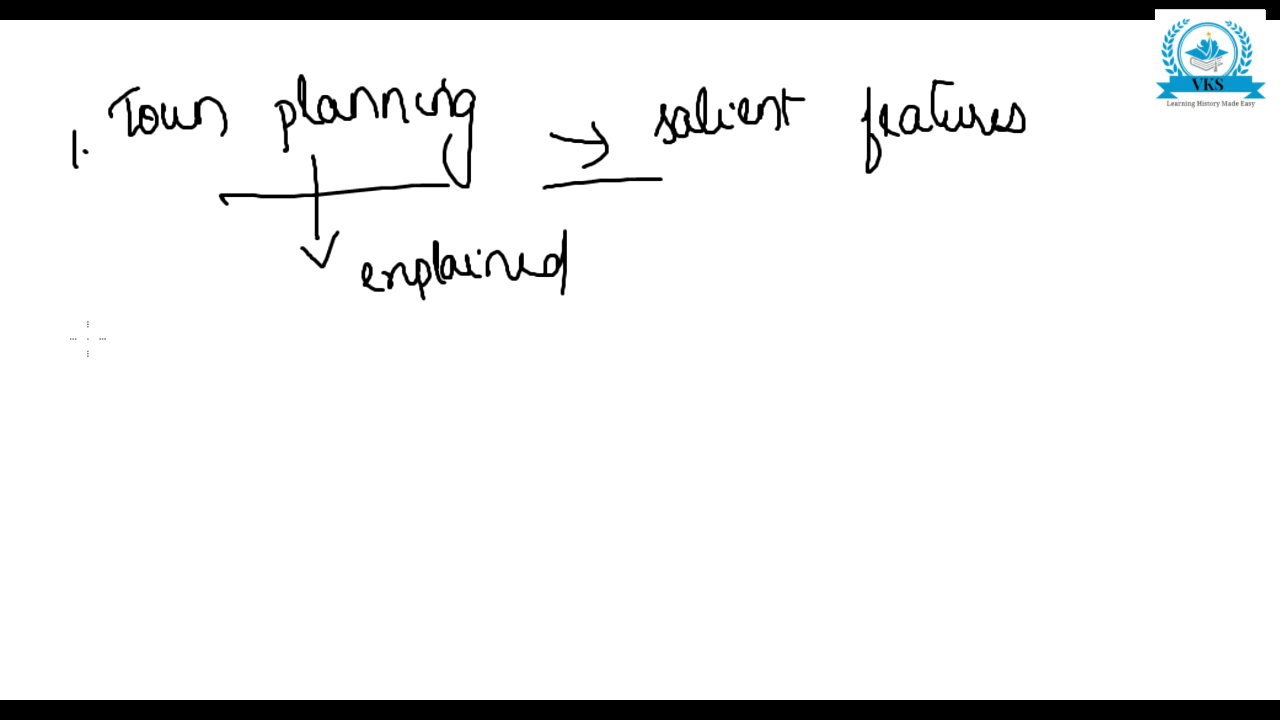 1. Town planning → salient features
explained
VKS
Learning History Made Easy